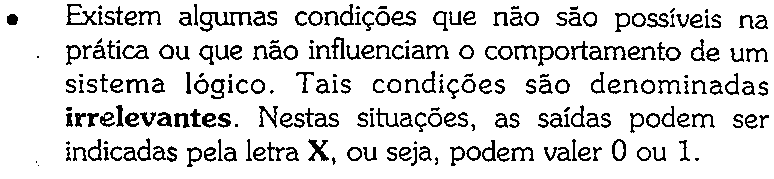 • Existem algumas condições que não são possíveis na
prática ou que não influenciam o comportamento de um
sistema lógico. Tais condições são denominadas
irrelevantes. Nestas situações, as saídas podem ser
indicadas pela letra X, ou seja, podem valer 0 ou 1.